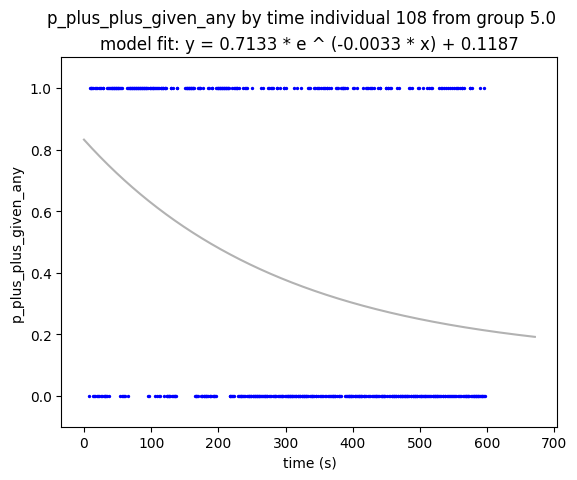 p_plus_plus_given_any by time individual 108 from group 5.0
model fit: y = 0.7133 * e ^ (-0.0033 * x) + 0.1187
1.0
0.8
0.6
0.4
0.2
0.0
p_plus_plus_given_any
0 100 200 300 400 500 600 700
time (s)